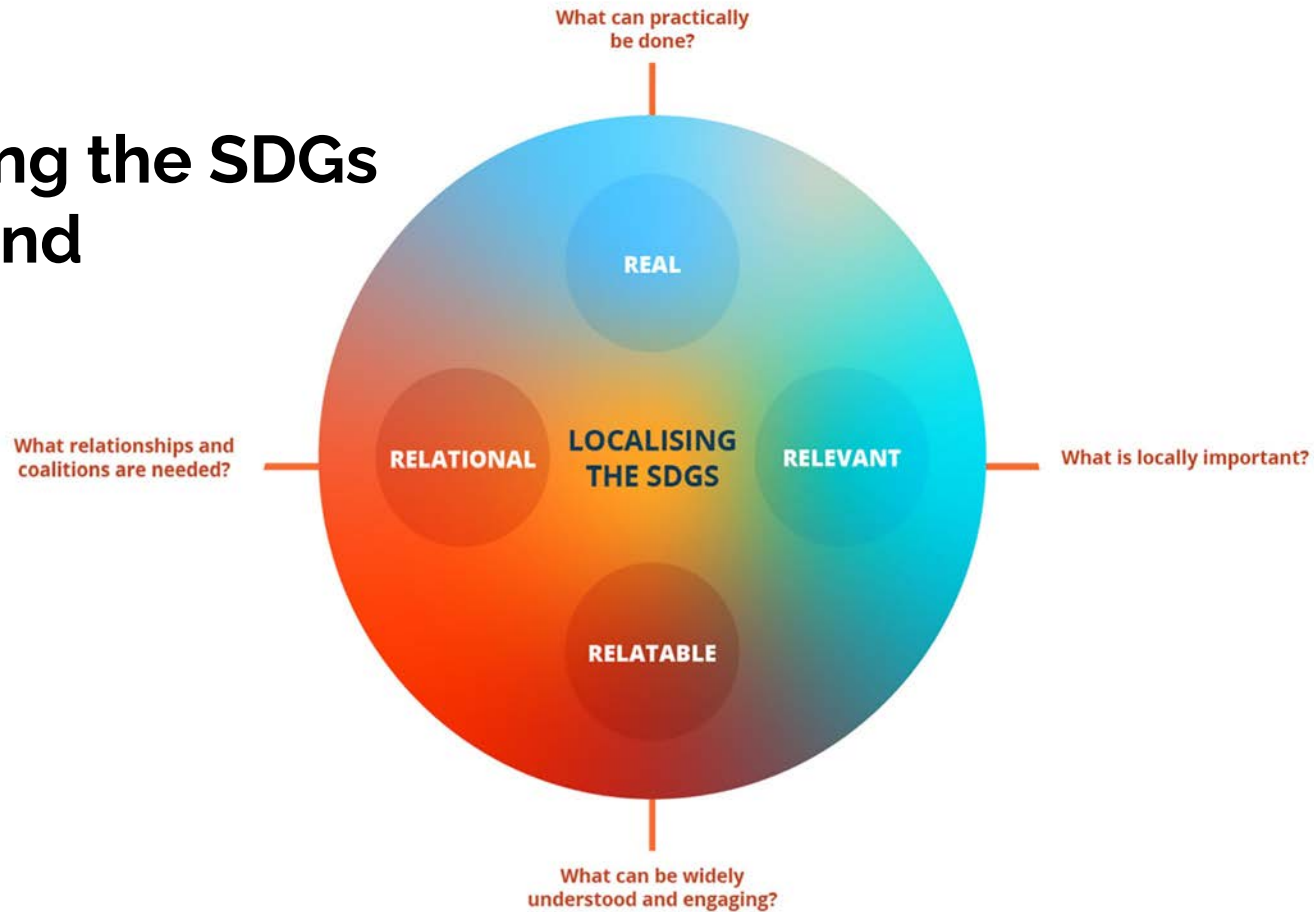 What can practically
be done?
ng the SDGs
nd
REAL
What relationships and
coalitions are needed?
RELATIONAL
LOCALISING
THE SDGS
RELEVANT
What is locally important?
RELATABLE
What can be widely
understood and engaging?